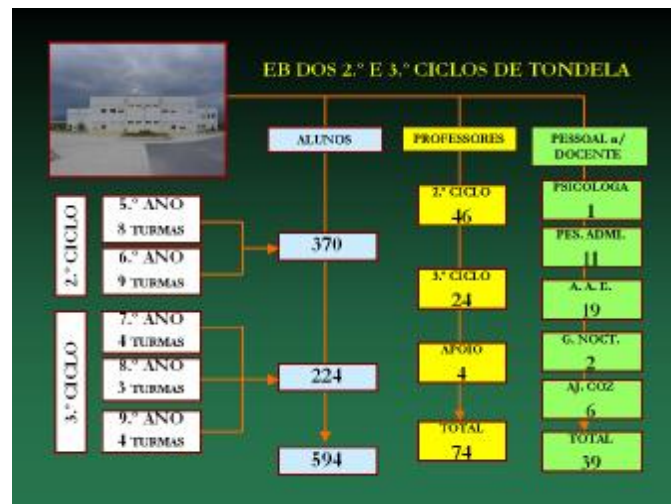 EB DOS 2.º E 3.º CICLOS DE TONDELA
ALUNOS
PROFESSORES
PESSOAL n/
DOCENTE
2.º CICLO
5.º ANO
8 TURMAS
6.º ANO
9 TURMAS
370
3.º CICLO
7.º ANO
4 TURMAS
8.º ANO
3 TURMAS
9.º ANO
4 TURMAS
224
594
2.º CICLO
46
3.º CICLO
24
APOIO
4
TOTAL
74
PSICOLOGA
1
PES. ADMI.
11
A. A. E.
19
G. NOCT.
2
AJ. COZ
6
TOTAL
39